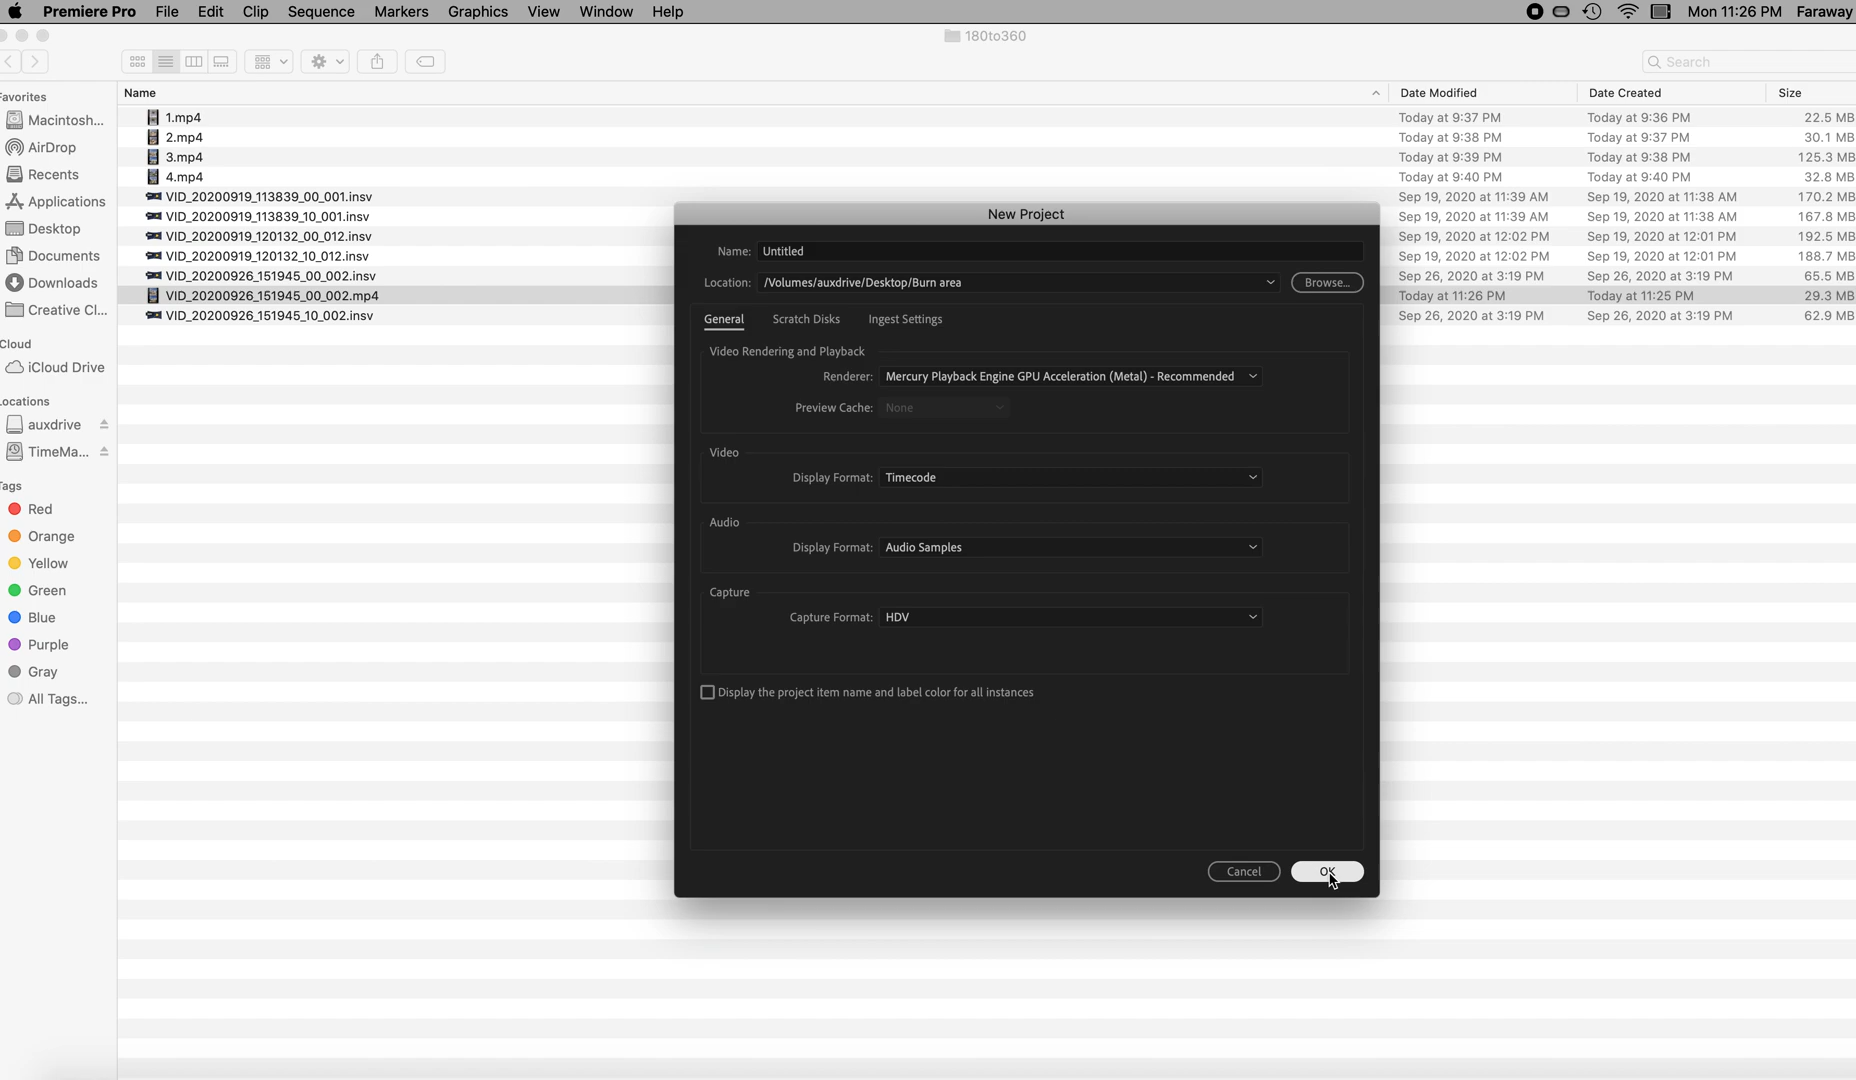 Premiere Pro File Edit Clip Sequence Markers Graphics View Window Help Mon 11:26 PM Faraway
180to360
Search
Favorites
Macintosh...
AirDrop
Recents
Applications
Desktop
Documents
Downloads
Creative Cl...
Cloud
iCloud Drive
Locations
auxdrive
TimeMa...
Tags
Red
Orange
Yellow
Green
Blue
Purple
Gray
All Tags...
Name Date Modified Date Created Size
1.mp4 Today at 9:37 PM Today at 9:36 PM 22.5 MB
2.mp4 Today at 9:38 PM Today at 9:37 PM 30.1 MB
3.mp4 Today at 9:39 PM Today at 9:38 PM 125.3 MB
4.mp4 Today at 9:40 PM Today at 9:40 PM 32.8 MB
VID_20200919_113839_00_001.insv Sep 19, 2020 at 11:39 AM Sep 19, 2020 at 11:38 AM 170.2 MB
VID_20200919_113839_10_001.insv Sep 19, 2020 at 11:39 AM Sep 19, 2020 at 11:38 AM 167.8 MB
VID_20200919_120132_00_012.insv Sep 19, 2020 at 12:02 PM Sep 19, 2020 at 12:01 PM 192.5 MB
VID_20200919_120132_10_012.insv Sep 19, 2020 at 12:02 PM Sep 19, 2020 at 12:01 PM 188.7 MB
VID_20200926_151945_00_002.insv Sep 26, 2020 at 3:19 PM Sep 26, 2020 at 3:19 PM 65.5 MB
VID_20200926_151945_00_002.mp4 Today at 11:26 PM Today at 11:25 PM 29.3 MB
VID_20200926_151945_10_002.insv Sep 26, 2020 at 3:19 PM Sep 26, 2020 at 3:19 PM 62.9 MB
New Project
Name: Untitled
Location: /Volumes/auxdrive/Desktop/Burn area Browse...
General Scratch Disks Ingest Settings
Video Rendering and Playback
Renderer: Mercury Playback Engine GPU Acceleration (Metal) - Recommended
Preview Cache: None
Video
Display Format: Timecode
Audio
Display Format: Audio Samples
Capture
Capture Format: HDV
Display the project item name and label color for all instances
Cancel OK